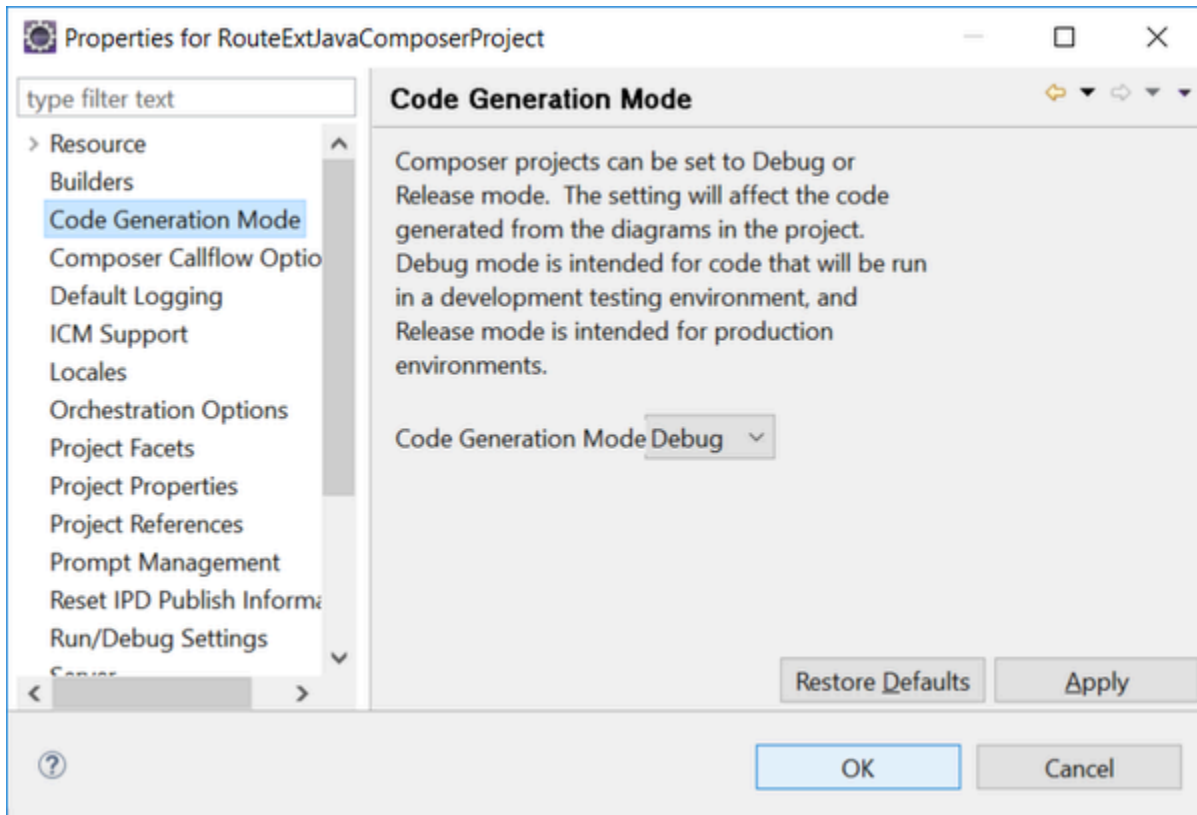 Properties for RouteExtJavaComposerProject
type filter text
Resource
Builders
Code Generation Mode
Composer Callflow Optio
Default Logging
ICM Support
Locales
Orchestration Options
Project Facets
Project Properties
Project References
Prompt Management
Reset IPD Publish Informa
Run/Debug Settings
Server
Code Generation Mode
Composer projects can be set to Debug or
Release mode. The setting will affect the code
generated from the diagrams in the project.
Debug mode is intended for code that will be run
in a development testing environment, and
Release mode is intended for production
environments.
Code Generation Mode Debug
Restore Defaults Apply
OK Cancel